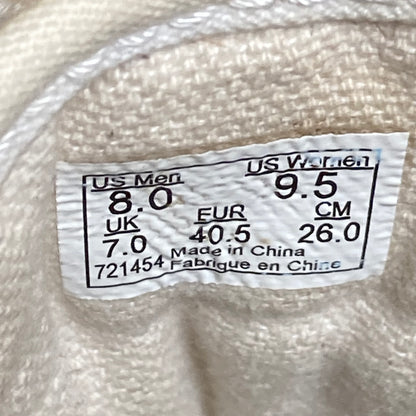 US Men US Women
8.0 9.5
UK EUR CM
7.0 40.5 26.0
Made in China
721454 Fabrique en Chine